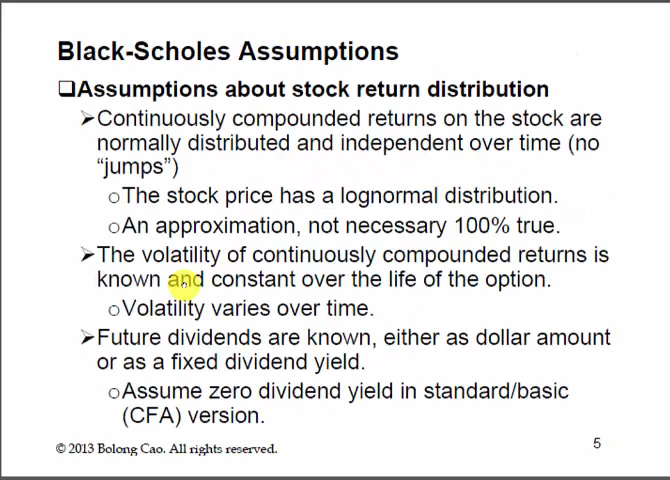 Black-Scholes Assumptions
❑Assumptions about stock return distribution
➢Continuously compounded returns on the stock are
normally distributed and independent over time (no
“jumps”)
○The stock price has a lognormal distribution.
○An approximation, not necessary 100% true.
➢The volatility of continuously compounded returns is
known and constant over the life of the option.
○Volatility varies over time.
➢Future dividends are known, either as dollar amount
or as a fixed dividend yield.
○Assume zero dividend yield in standard/basic
(CFA) version.
© 2013 Bolong Cao. All rights reserved.
5